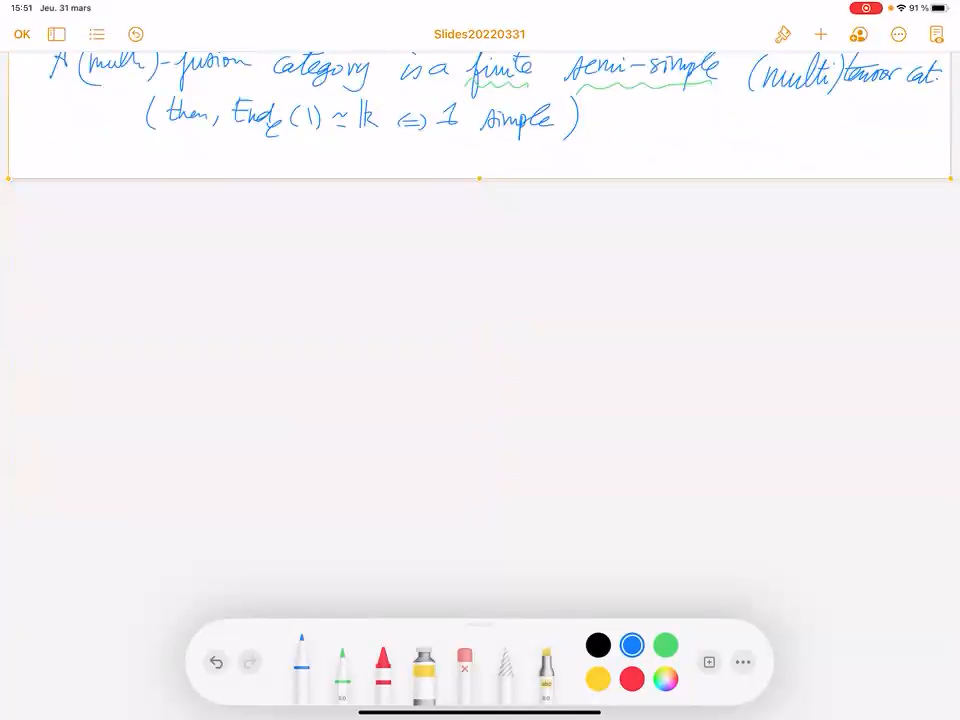 15:51 Jeu. 31 mars 91 %
OK Slides20220331
A (multi)-fusion category is a finite semi-simple (multi)tensor cat.
(then, End_C(1) ≃ 𝕜 ⇔ 1 simple)